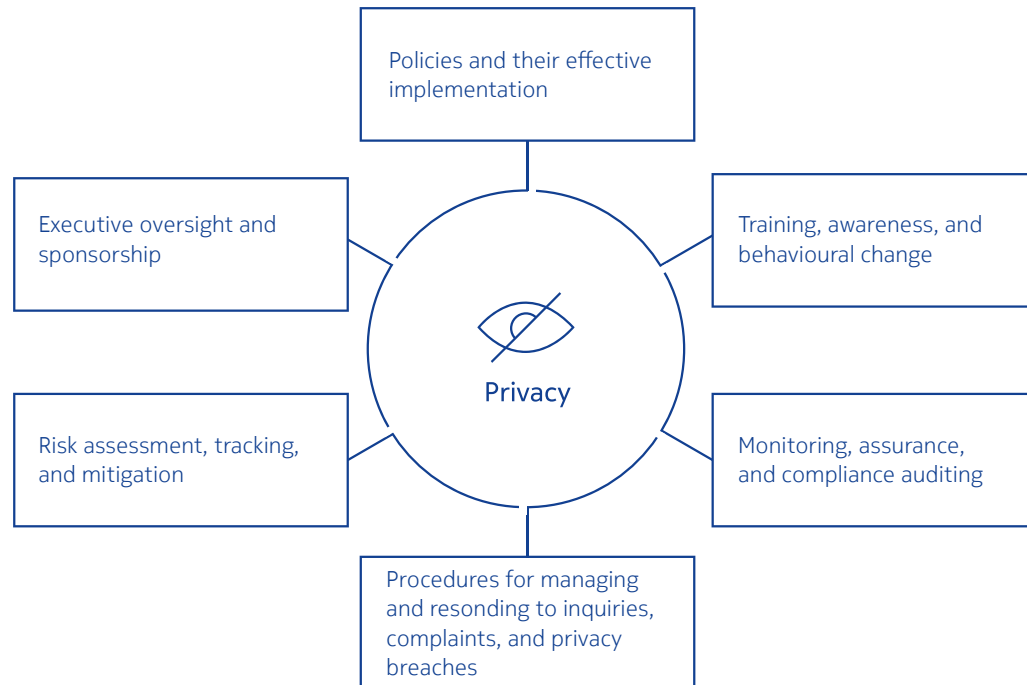 Policies and their effective
implementation
Executive oversight and
sponsorship
Training, awareness, and
behavioural change
Privacy
Risk assessment, tracking,
and mitigation
Monitoring, assurance,
and compliance auditing
Procedures for managing
and resonding to inquiries,
complaints, and privacy
breaches